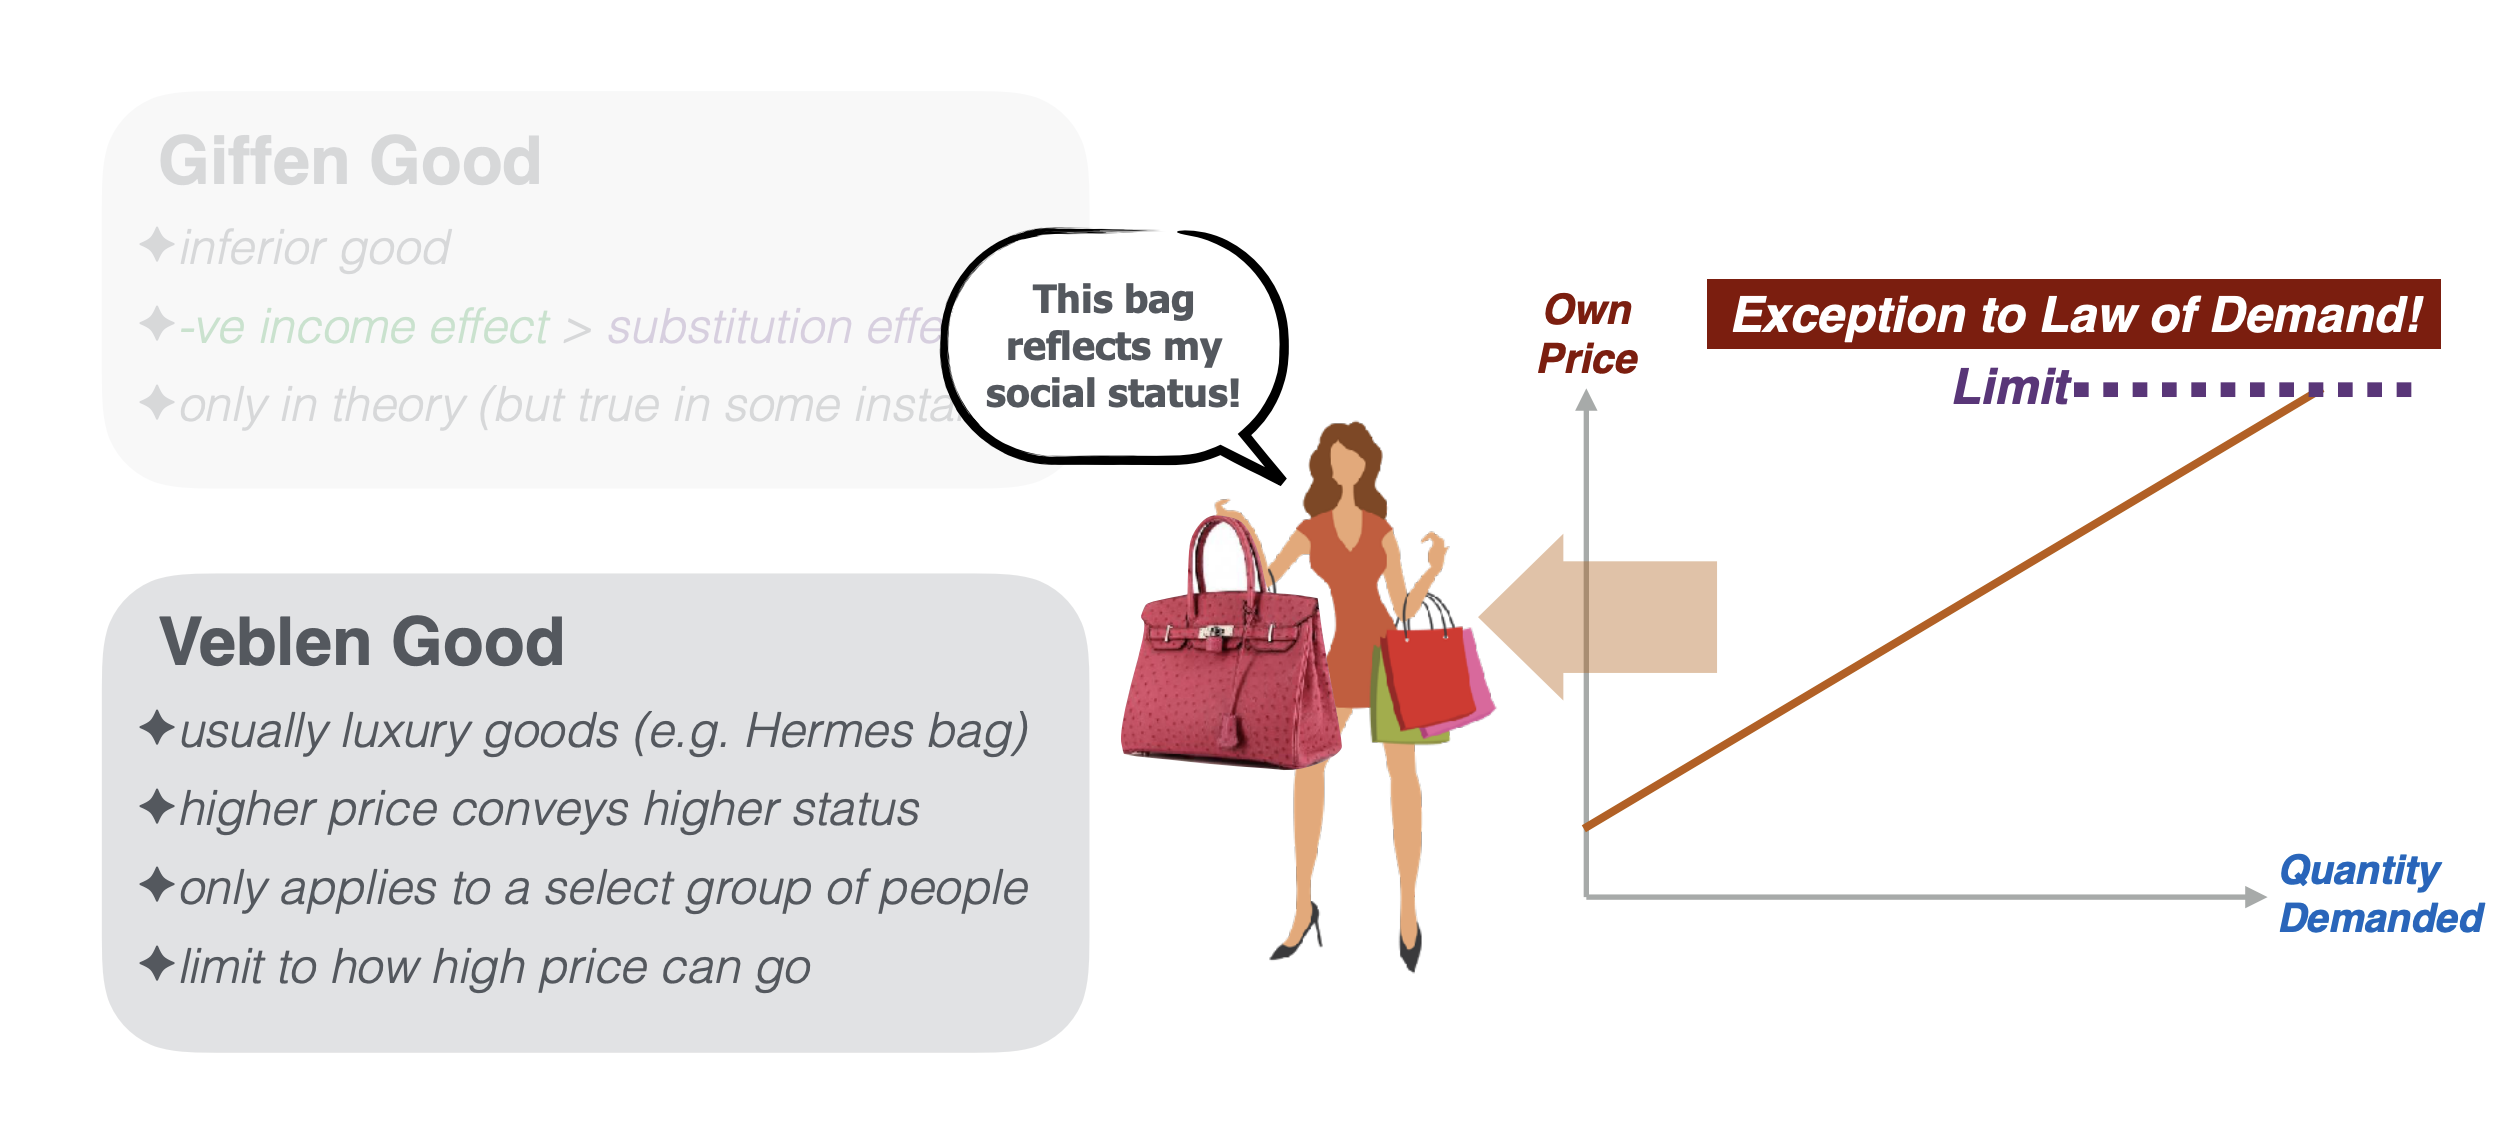 Giffen Good
inferior good
-ve income effect > substitution effe
only in theory (but true in some insta
This bag
reflects my
social status!
Veblen Good
usually luxury goods (e.g. Hermes bag)
higher price conveys higher status
only applies to a select group of people
limit to how high price can go
Own
Price
Exception to Law of Demand!
Limit
Quantity
Demanded